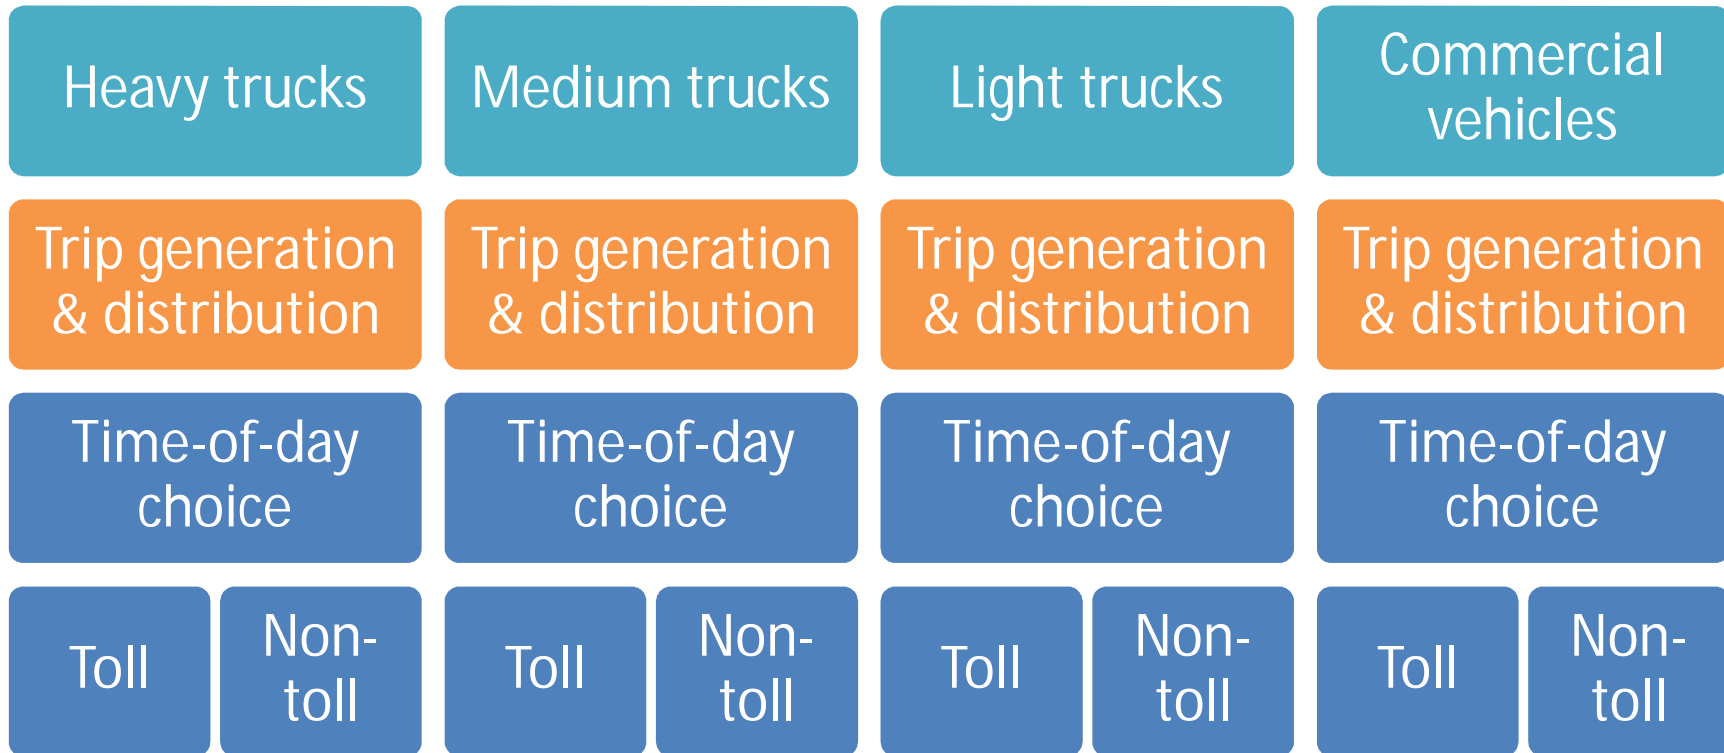 Heavy trucks
Medium trucks
Light trucks
Commercial
vehicles
Trip generation
& distribution
Trip generation
& distribution
Trip generation
& distribution
Trip generation
& distribution
Time-of-day
choice
Time-of-day
choice
Time-of-day
choice
Time-of-day
choice
Toll
Non-
toll
Toll
Non-
toll
Toll
Non-
toll
Toll
Non-
toll